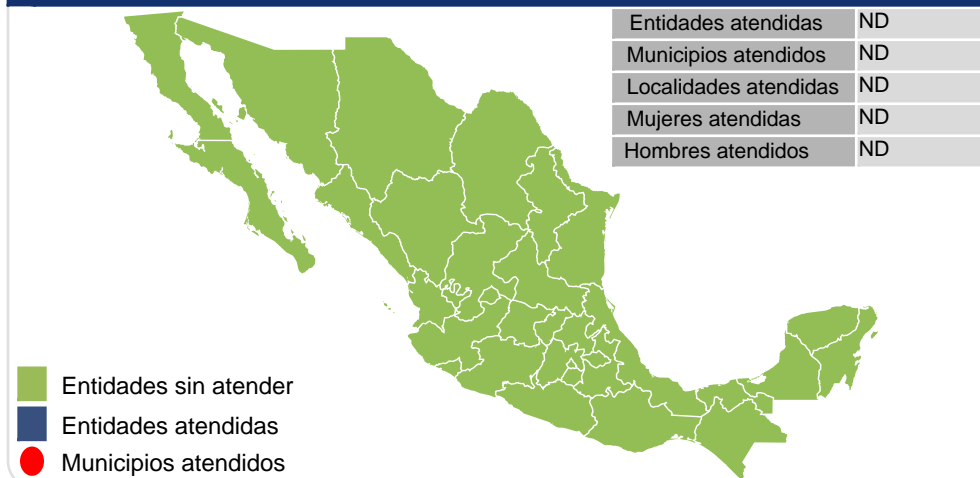 Entidades atendidas ND
Municipios atendidos ND
Localidades atendidas ND
Mujeres atendidas ND
Hombres atendidos ND
Entidades sin atender
Entidades atendidas
Municipios atendidos